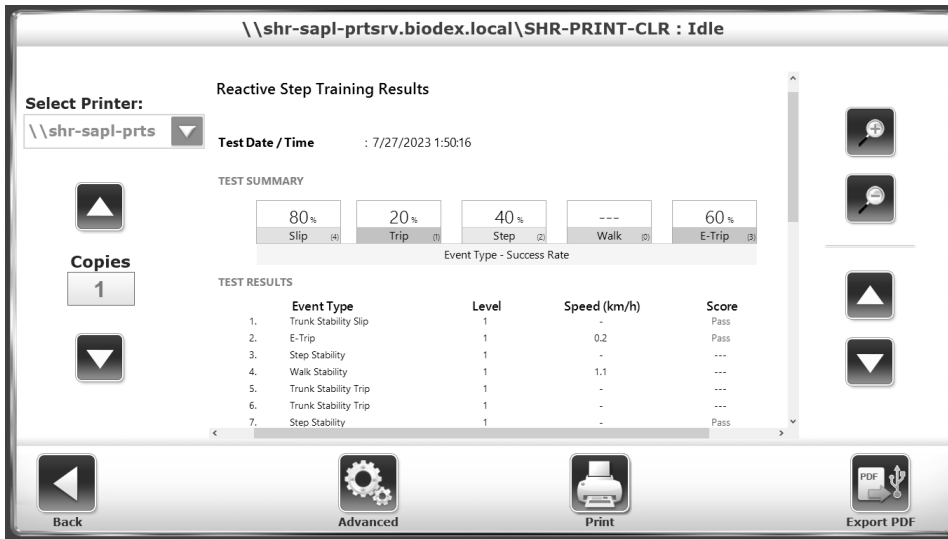 \\shr-sapl-prtsrv.biodex.local\SHR-PRINT-CLR : Idle
Select Printer:
\\shr-sapl-prts
Copies
1
Reactive Step Training Results
Test Date / Time : 7/27/2023 1:50:16
TEST SUMMARY
80 % 20 % 40 % --- 60 %
Slip (4) Trip (1) Step (2) Walk (0) E-Trip (3)
Event Type - Success Rate
TEST RESULTS
Event Type Level Speed (km/h) Score
1. Trunk Stability Slip 1 - Pass
2. E-Trip 1 0.2 Pass
3. Step Stability 1 - ---
4. Walk Stability 1 1.1 ---
5. Trunk Stability Trip 1 - ---
6. Trunk Stability Trip 1 - ---
7. Step Stability 1 - Pass
Back
Advanced
Print
PDF
Export PDF